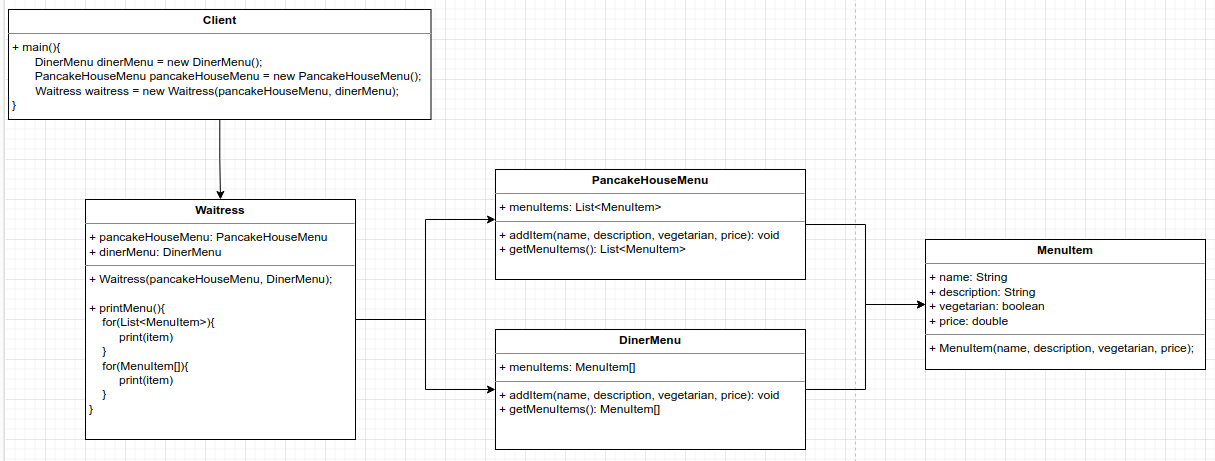 Client
+ main(){
DinerMenu dinerMenu = new DinerMenu();
PancakeHouseMenu pancakeHouseMenu = new PancakeHouseMenu();
Waitress waitress = new Waitress(pancakeHouseMenu, dinerMenu);
}
Waitress
+ pancakeHouseMenu: PancakeHouseMenu
+ dinerMenu: DinerMenu
+ Waitress(pancakeHouseMenu, DinerMenu);
+ printMenu(){
for(List<MenuItem>){
print(item)
}
for(MenuItem[]){
print(item)
}
}
PancakeHouseMenu
+ menuItems: List<MenuItem>
+ addItem(name, description, vegetarian, price): void
+ getMenuItems(): List<MenuItem>
DinerMenu
+ menuItems: MenuItem[]
+ addItem(name, description, vegetarian, price): void
+ getMenuItems(): MenuItem[]
MenuItem
+ name: String
+ description: String
+ vegetarian: boolean
+ price: double
+ MenuItem(name, description, vegetarian, price);